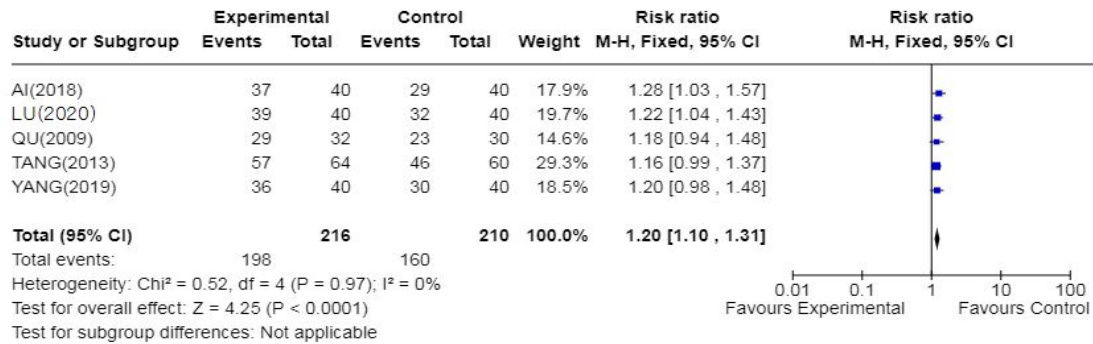 Experimental Control Risk ratio Risk ratio
Study or Subgroup Events Total Events Total Weight M-H, Fixed, 95% CI M-H, Fixed, 95% CI
AI(2018) 37 40 29 40 17.9% 1.28 [1.03 , 1.57]
LU(2020) 39 40 32 40 19.7% 1.22 [1.04 , 1.43]
QU(2009) 29 32 23 30 14.6% 1.18 [0.94 , 1.48]
TANG(2013) 57 64 46 60 29.3% 1.16 [0.99 , 1.37]
YANG(2019) 36 40 30 40 18.5% 1.20 [0.98 , 1.48]
Total (95% CI) 216 210 100.0% 1.20 [1.10 , 1.31]
Total events: 198 160
Heterogeneity: Chi² = 0.52, df = 4 (P = 0.97); I² = 0%
0.01 0.1 1 10 100
Test for overall effect: Z = 4.25 (P < 0.0001)
Favours Experimental Favours Control
Test for subgroup differences: Not applicable